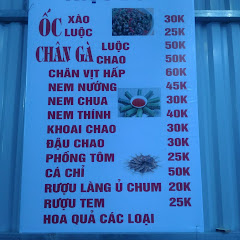 ỐC XÀO 30K
LUỘC 25K
CHÂN GÀ LUỘC 50K
CHAO 50K
CHÂN VỊT HẤP 60K
NEM NƯỚNG 45K
NEM CHUA 30K
NEM THÍNH 40K
KHOAI CHAO 30K
ĐẬU CHAO 30K
PHỒNG TÔM 25K
CÁ CHỈ 50K
RƯỢU LÀNG Ủ CHUM 20K
RƯỢU TEM 25K
HOA QUẢ CÁC LOẠI